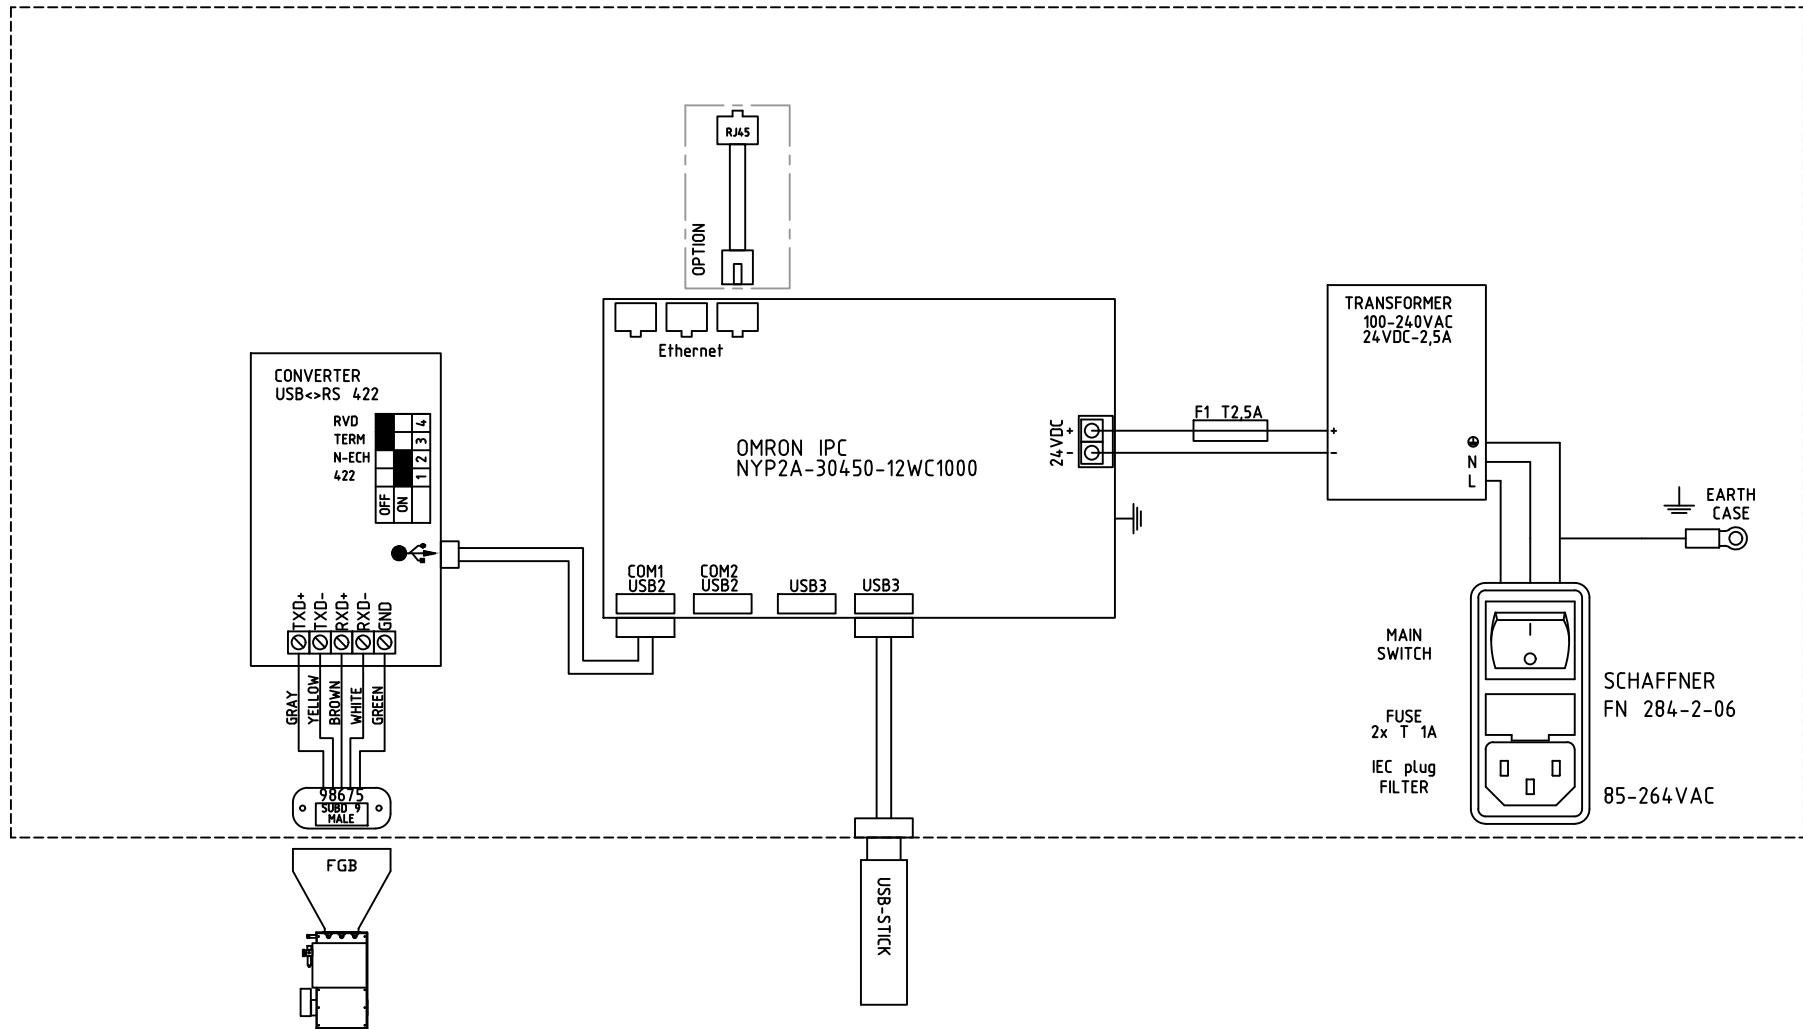 RJ45
OPTION
Ethernet
OMRON IPC
NYP2A-30450-12WC1000
24VDC
+
-
COM1
USB2
COM2
USB2
USB3
USB3
F1 T2,5A
TRANSFORMER
100-240VAC
24VDC-2,5A
+
-
N
L
EARTH
CASE
CONVERTER
USB<>RS 422
RVD
4
TERM
3
N-ECH
2
422
1
OFF
ON
TXD+
TXD-
RXD+
RXD-
GND
GRAY
YELLOW
BROWN
WHITE
GREEN
98675
SUBD 9
MALE
FGB
USB-STICK
MAIN
SWITCH
I
O
FUSE
2x T 1A
IEC plug
FILTER
SCHAFFNER
FN 284-2-06
85-264VAC